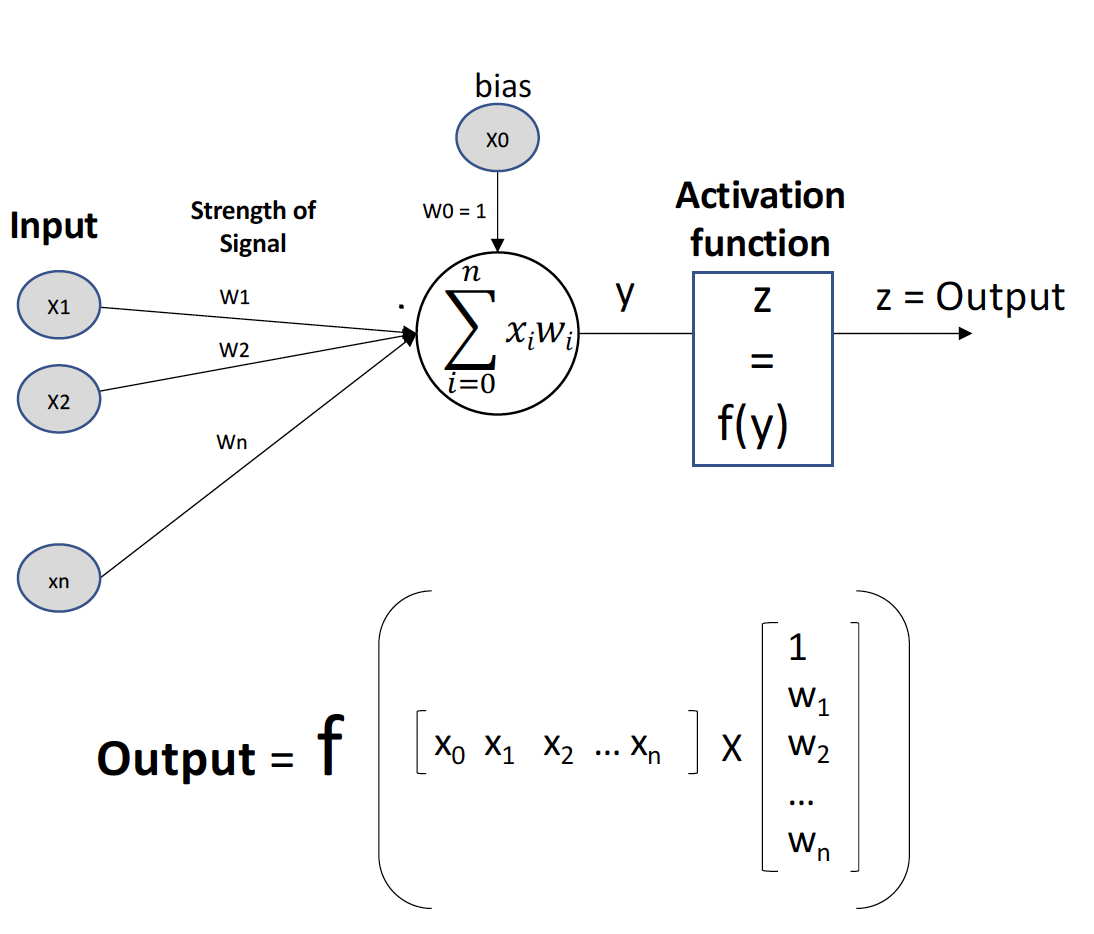 bias
X0
W0 = 1
Input
Strength of
Signal
X1
W1
X2
W2
Wn
xn
.
n
∑ xᵢwᵢ
i=0
y
Activation
function
z
=
f(y)
z = Output
Output = f ( [ x₀ x₁ x₂ ... xₙ ] X
1
w₁
w₂
...
wₙ